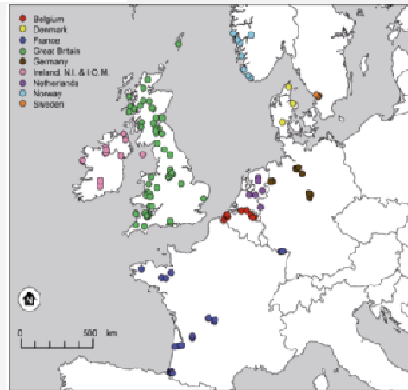 Belgium
Denmark
France
Great Britain
Germany
Ireland, N.I. & I.O.M.
Netherlands
Norway
Sweden
N
0 500 km